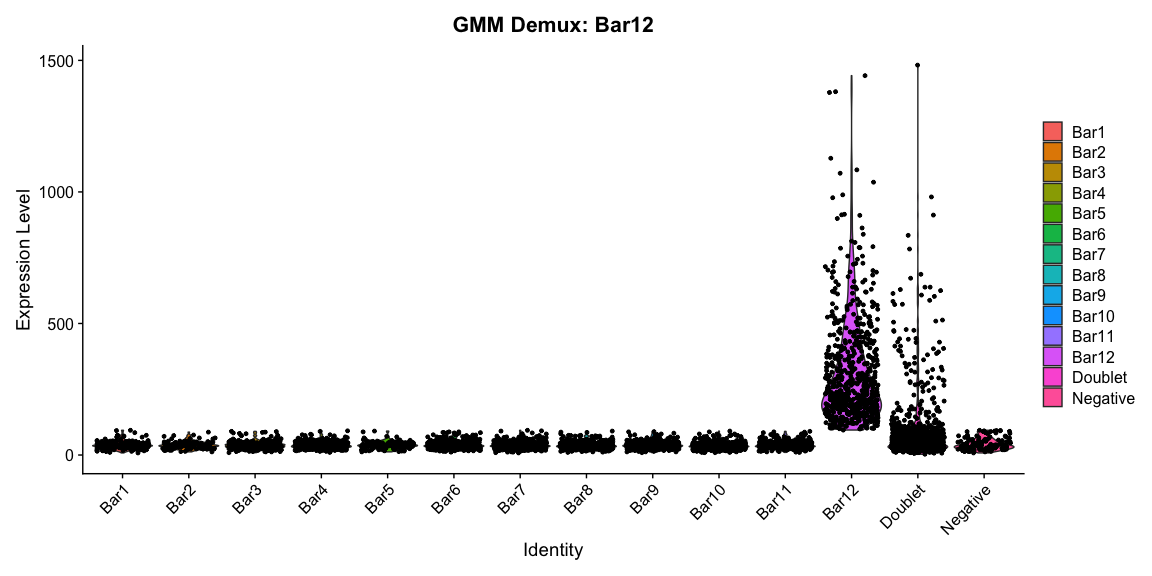 GMM Demux: Bar12
Expression Level
1500
1000
500
0
Bar1
Bar2
Bar3
Bar4
Bar5
Bar6
Bar7
Bar8
Bar9
Bar10
Bar11
Bar12
Doublet
Negative
Identity
Bar1
Bar2
Bar3
Bar4
Bar5
Bar6
Bar7
Bar8
Bar9
Bar10
Bar11
Bar12
Doublet
Negative